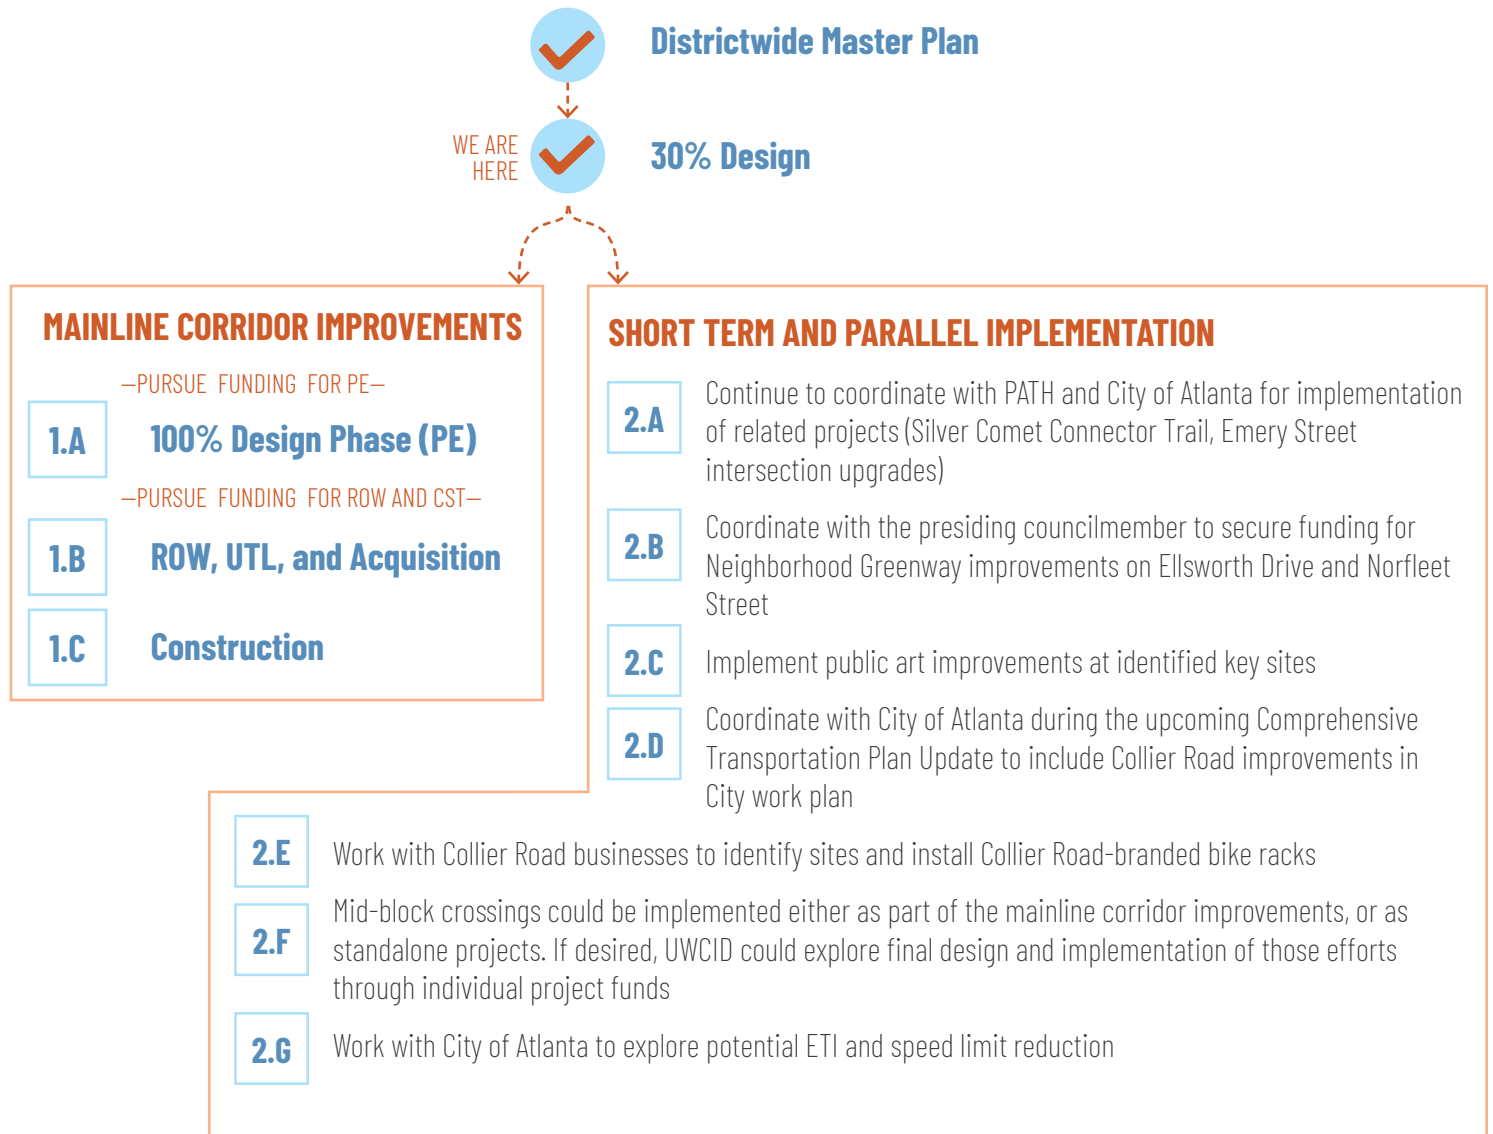 Districtwide Master Plan
WE ARE
HERE
30% Design
MAINLINE CORRIDOR IMPROVEMENTS
—PURSUE FUNDING FOR PE—
1.A
100% Design Phase (PE)
—PURSUE FUNDING FOR ROW AND CST—
1.B
ROW, UTL, and Acquisition
1.C
Construction
SHORT TERM AND PARALLEL IMPLEMENTATION
2.A
Continue to coordinate with PATH and City of Atlanta for implementation
of related projects (Silver Comet Connector Trail, Emery Street
intersection upgrades)
2.B
Coordinate with the presiding councilmember to secure funding for
Neighborhood Greenway improvements on Ellsworth Drive and Norfleet
Street
2.C
Implement public art improvements at identified key sites
2.D
Coordinate with City of Atlanta during the upcoming Comprehensive
Transportation Plan Update to include Collier Road improvements in
City work plan
2.E
Work with Collier Road businesses to identify sites and install Collier Road-branded bike racks
2.F
Mid-block crossings could be implemented either as part of the mainline corridor improvements, or as
standalone projects. If desired, UWCID could explore final design and implementation of those efforts
through individual project funds
2.G
Work with City of Atlanta to explore potential ETI and speed limit reduction